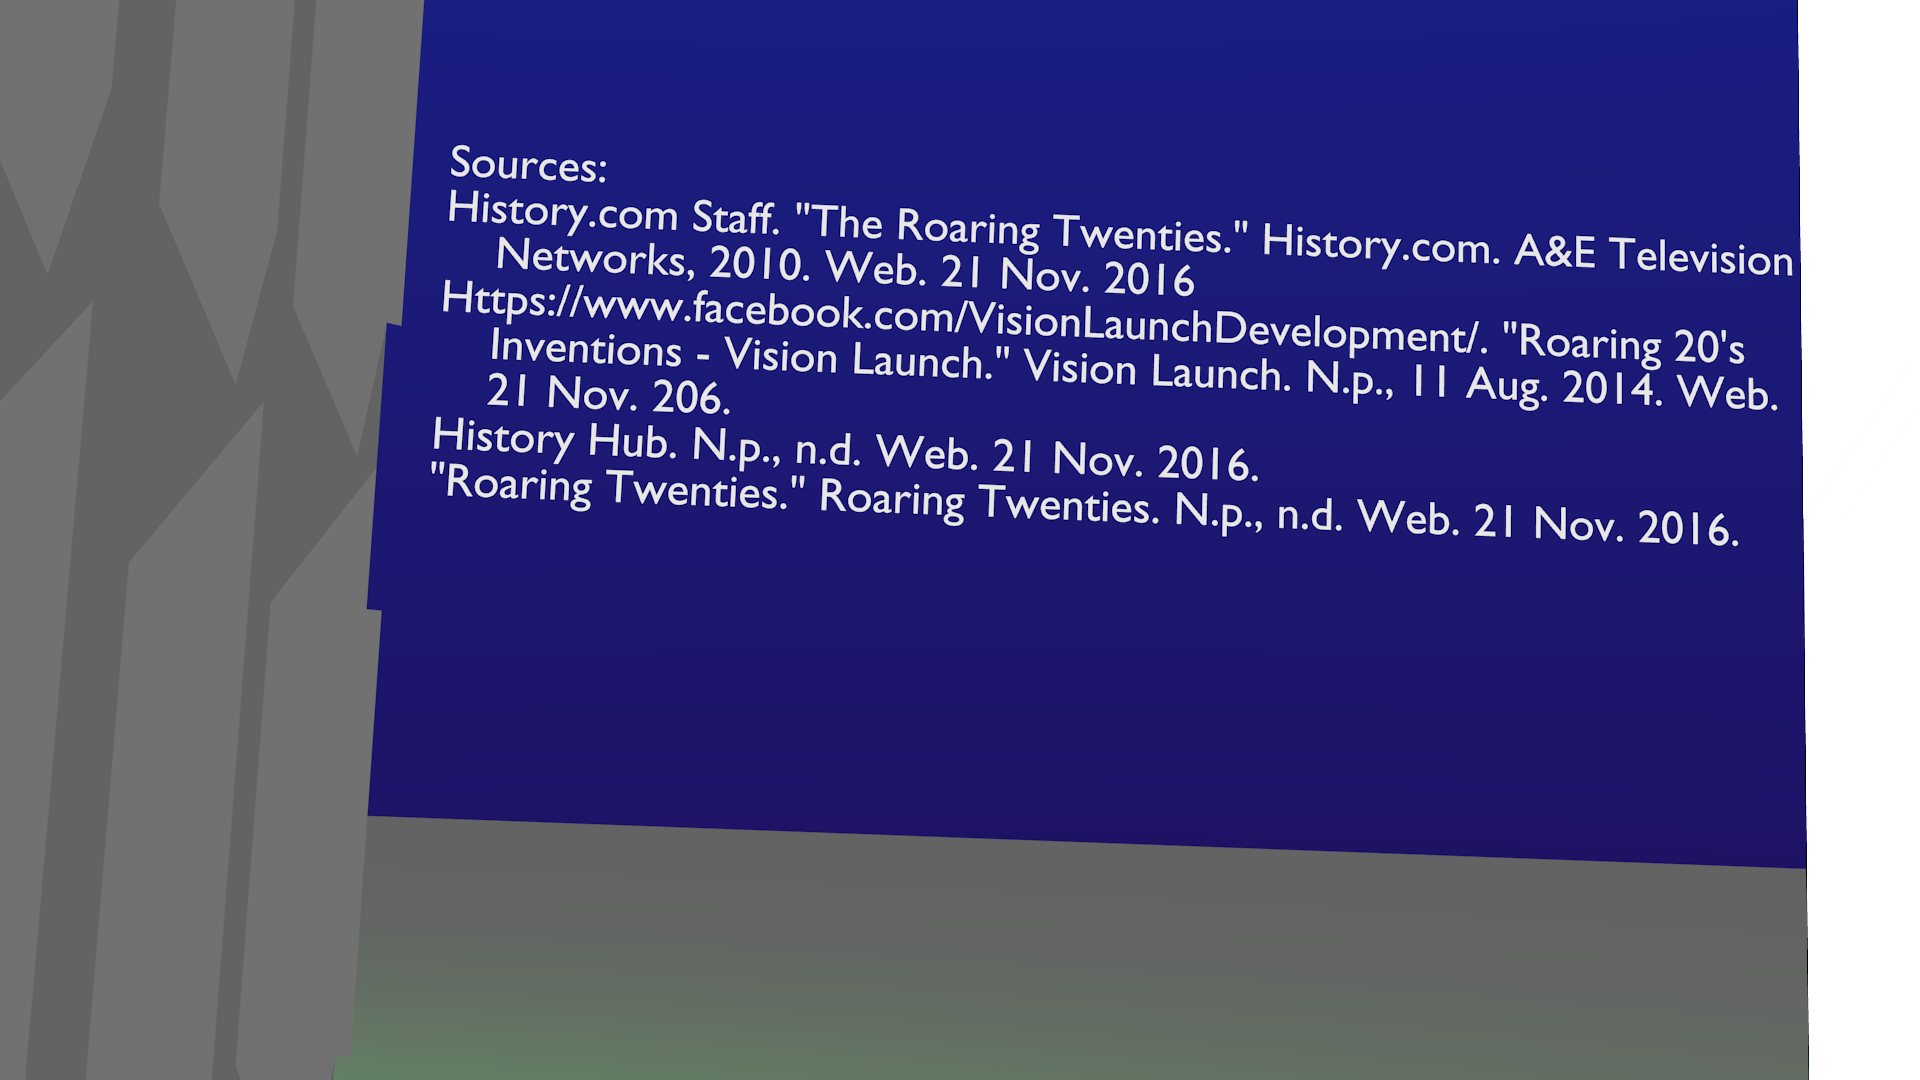 Sources:
History.com Staff. "The Roaring Twenties." History.com. A&E Television
Networks, 2010. Web. 21 Nov. 2016
Https://www.facebook.com/VisionLaunchDevelopment/. "Roaring 20's
Inventions - Vision Launch." Vision Launch. N.p., 11 Aug. 2014. Web.
21 Nov. 206.
History Hub. N.p., n.d. Web. 21 Nov. 2016.
"Roaring Twenties." Roaring Twenties. N.p., n.d. Web. 21 Nov. 2016.